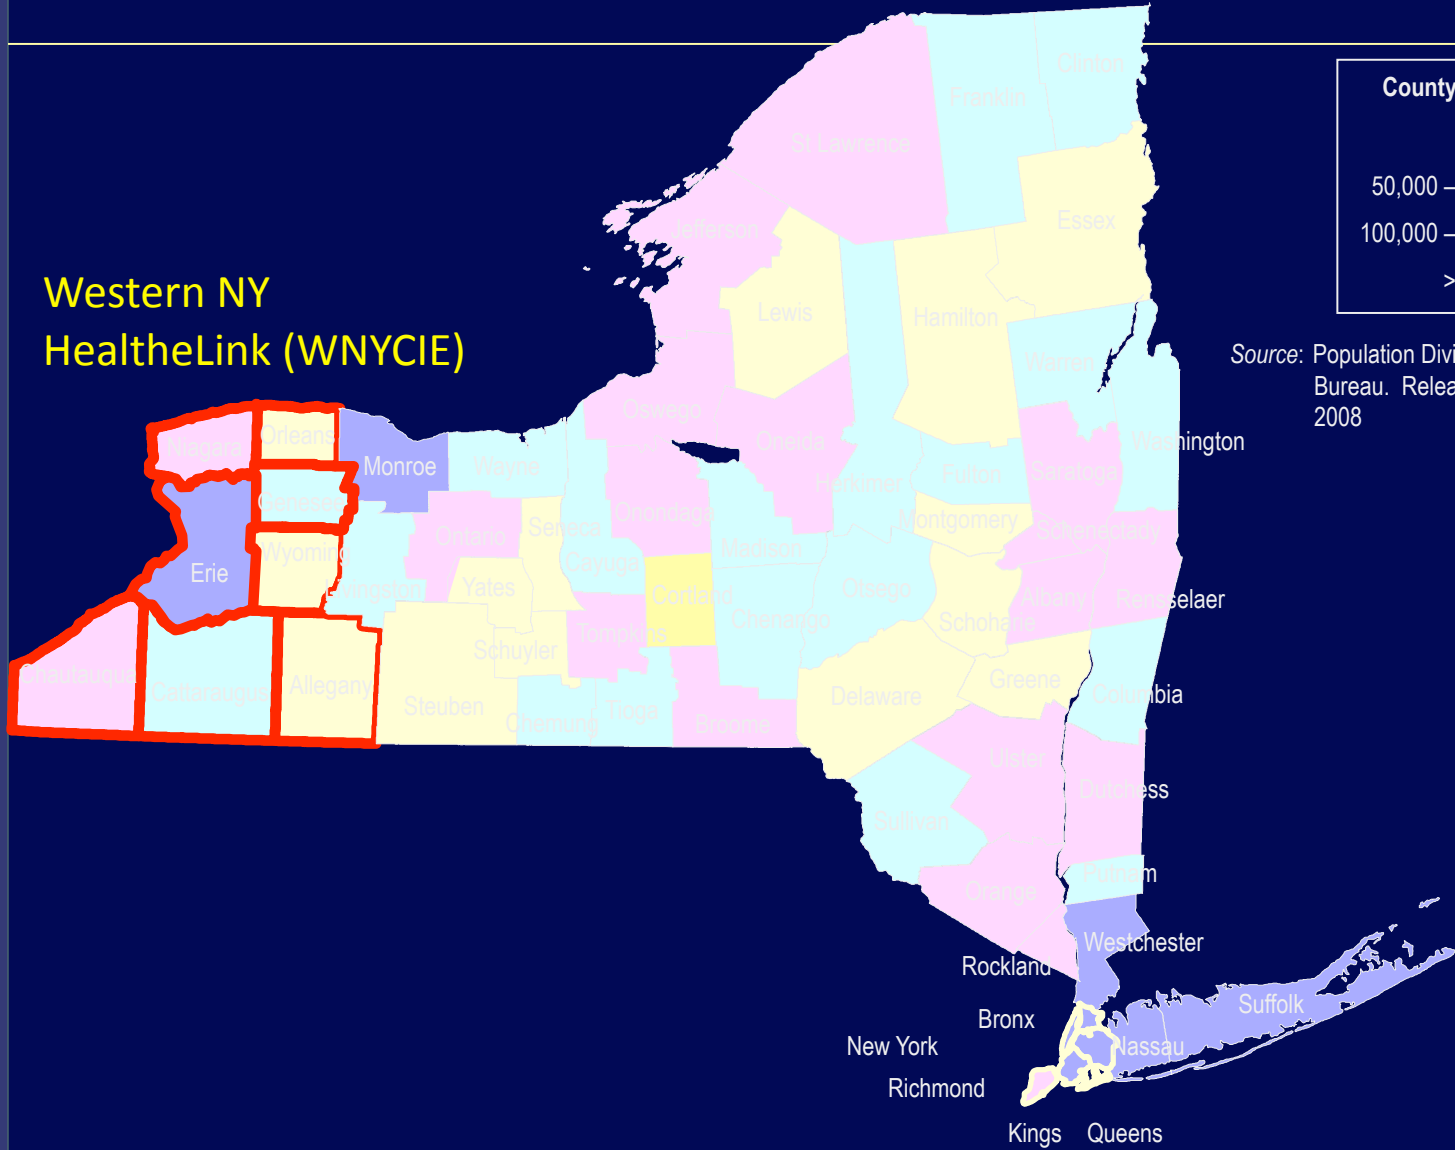 County
50,000 –
100,000 –
>
Source: Population Divi
Bureau. Relea
2008
Western NY
HealtheLink (WNYCIE)
Clinton
Franklin
St Lawrence
Essex
Jefferson
Lewis
Hamilton
Warren
Washington
Oswego
Oneida
Herkimer
Fulton
Saratoga
Niagara
Orleans
Monroe
Wayne
Genesee
Onondaga
Madison
Montgomery
Schenectady
Ontario
Seneca
Cayuga
Wyoming
Erie
Livingston
Yates
Cortland
Chenango
Otsego
Schoharie
Albany
Rensselaer
Tompkins
Schuyler
Chautauqua
Cattaraugus
Allegany
Steuben
Chemung
Tioga
Broome
Delaware
Greene
Columbia
Ulster
Dutchess
Sullivan
Putnam
Orange
Westchester
Rockland
Suffolk
Bronx
New York
Nassau
Richmond
Kings
Queens